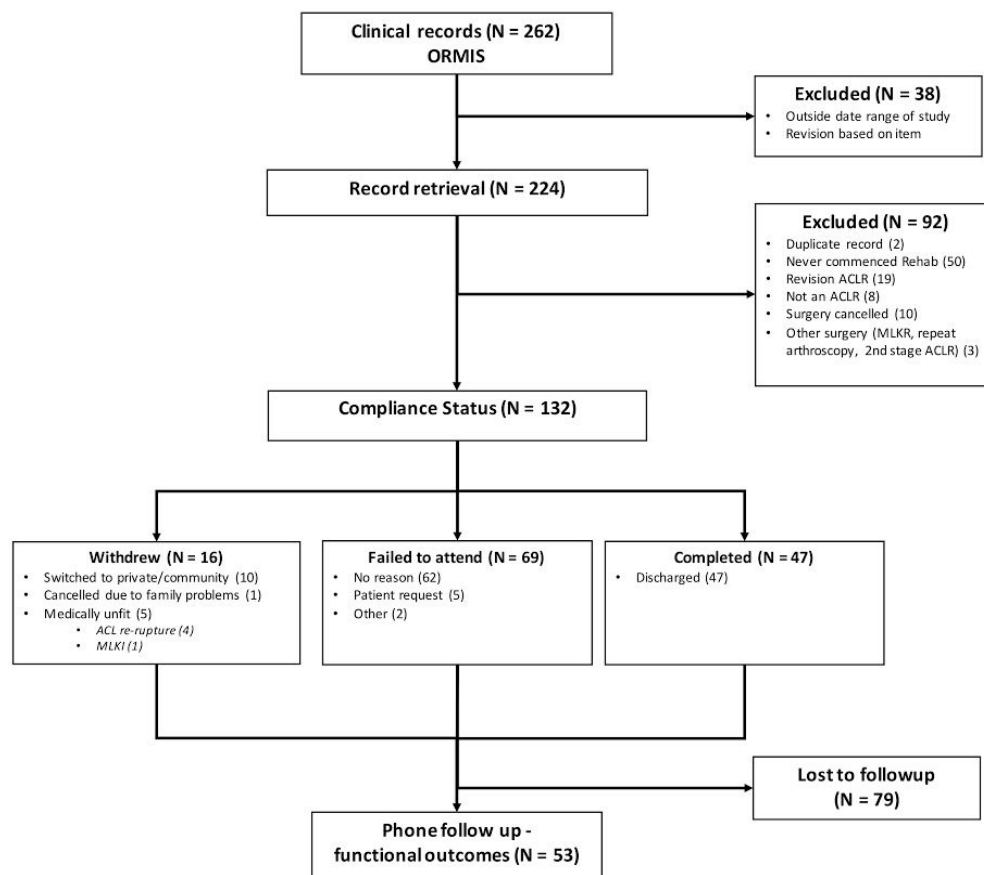 Clinical records (N = 262)
ORMIS
Excluded (N = 38)
• Outside date range of study
• Revision based on item
Record retrieval (N = 224)
Excluded (N = 92)
• Duplicate record (2)
• Never commenced Rehab (50)
• Revision ACLR (19)
• Not an ACLR (8)
• Surgery cancelled (10)
• Other surgery (MLKR, repeat
arthroscopy, 2nd stage ACLR) (3)
Compliance Status (N = 132)
Withdrew (N = 16)
• Switched to private/community (10)
• Cancelled due to family problems (1)
• Medically unfit (5)
• ACL re-rupture (4)
• MLKI (1)
Failed to attend (N = 69)
• No reason (62)
• Patient request (5)
• Other (2)
Completed (N = 47)
• Discharged (47)
Lost to followup
(N = 79)
Phone follow up -
functional outcomes (N = 53)